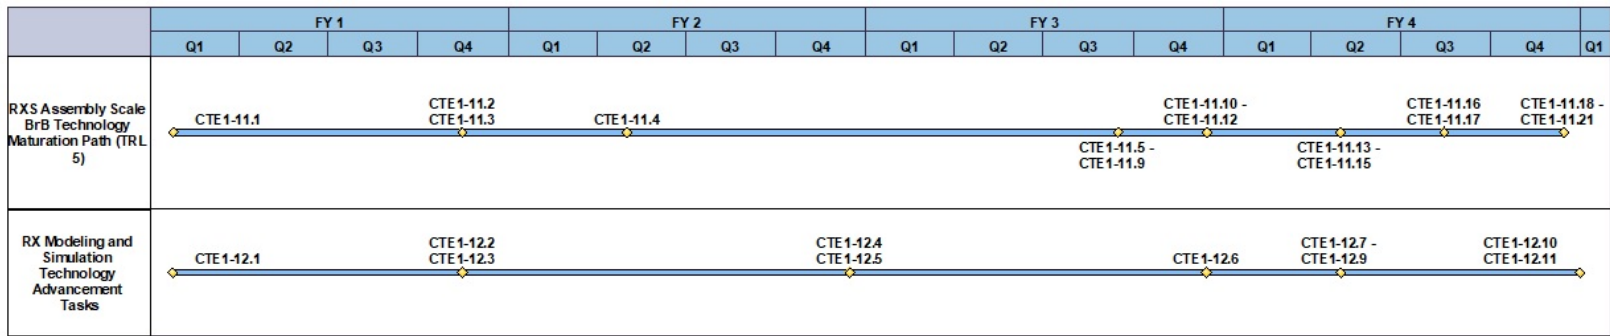 FY 1 FY 2 FY 3 FY 4
Q1 Q2 Q3 Q4 Q1 Q2 Q3 Q4 Q1 Q2 Q3 Q4 Q1 Q2 Q3 Q4 Q1
RXS Assembly Scale
BrB Technology
Maturation Path (TRL
5)
CTE1-11.1
CTE1-11.2
CTE1-11.3
CTE1-11.4
CTE1-11.5 -
CTE1-11.9
CTE1-11.10 -
CTE1-11.12
CTE1-11.13 -
CTE1-11.15
CTE1-11.16
CTE1-11.17
CTE1-11.18 -
CTE1-11.21
RX Modeling and
Simulation
Technology
Advancement
Tasks
CTE1-12.1
CTE1-12.2
CTE1-12.3
CTE1-12.4
CTE1-12.5
CTE1-12.6
CTE1-12.7 -
CTE1-12.9
CTE1-12.10
CTE1-12.11